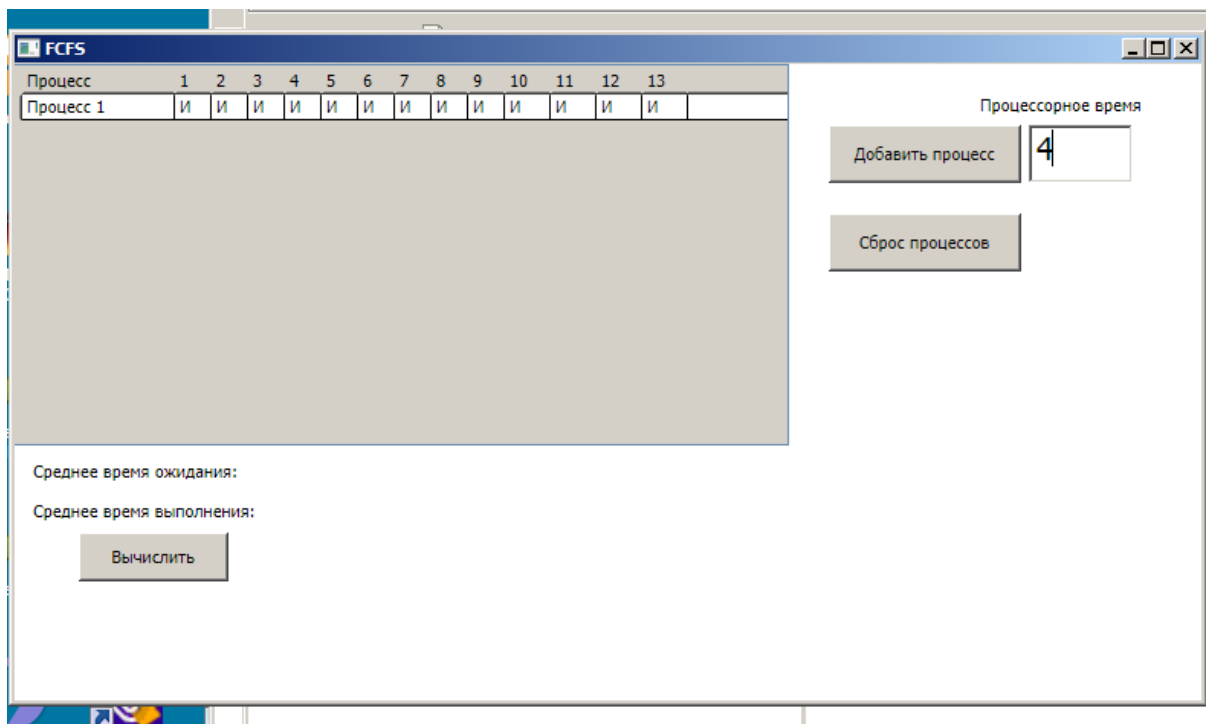 FCFS
Процесс 1 2 3 4 5 6 7 8 9 10 11 12 13
Процесс 1 И И И И И И И И И И И И И
Процессорное время
Добавить процесс 4
Сброс процессов
Среднее время ожидания:
Среднее время выполнения:
Вычислить